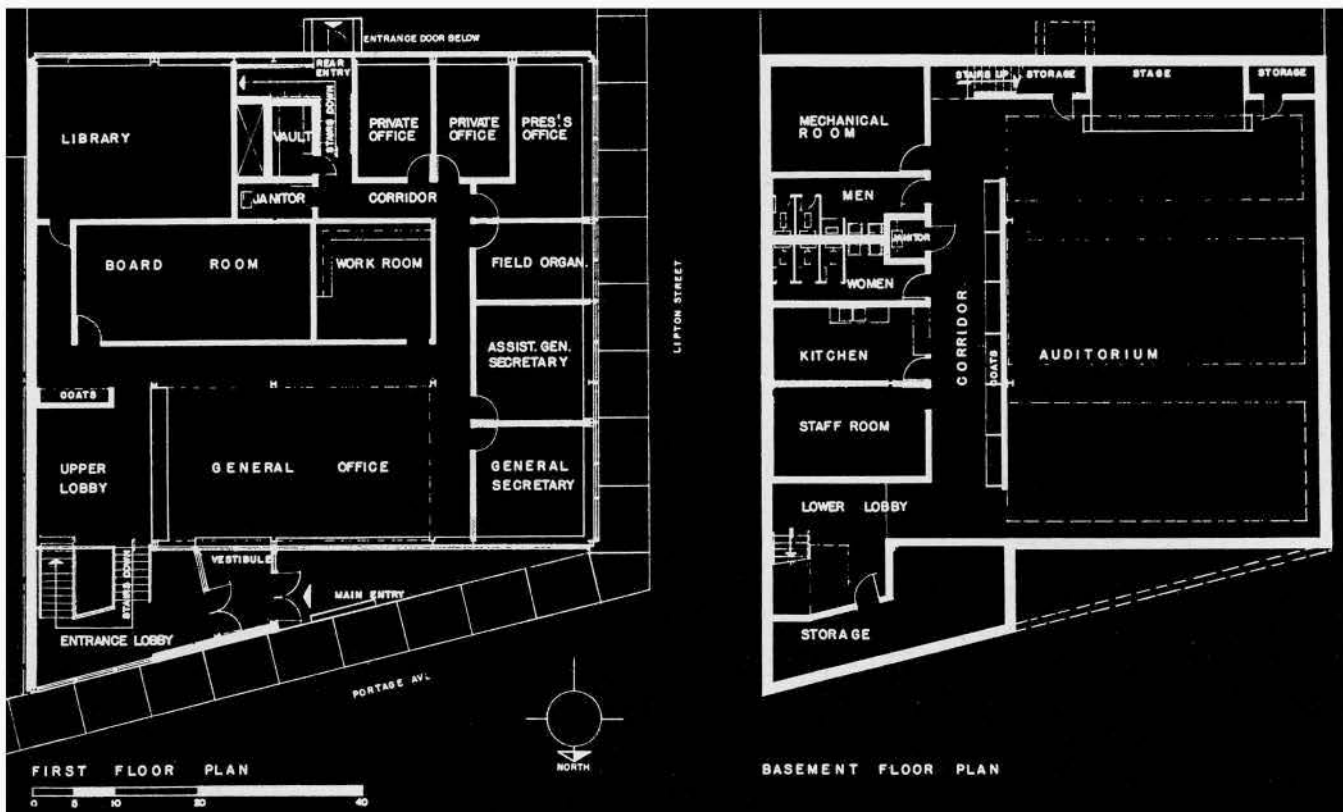 ENTRANCE DOOR BELOW
REAR
ENTRY
STAIRS DOWN
LIBRARY
VAULT
PRIVATE
OFFICE
PRIVATE
OFFICE
PRES'S
OFFICE
JANITOR
CORRIDOR
BOARD ROOM
WORK ROOM
FIELD ORGAN.
ASSIST. GEN.
SECRETARY
COATS
UPPER
LOBBY
GENERAL OFFICE
GENERAL
SECRETARY
STAIRS DOWN
VESTIBULE
MAIN ENTRY
ENTRANCE LOBBY
PORTAGE AVE
LIPTON STREET
NORTH
FIRST FLOOR PLAN
0 5 10 20 40
STAIRS UP
STORAGE
STAGE
STORAGE
MECHANICAL
ROOM
MEN
JANITOR
WOMEN
KITCHEN
CORRIDOR
COATS
AUDITORIUM
STAFF ROOM
LOWER LOBBY
STORAGE
BASEMENT FLOOR PLAN